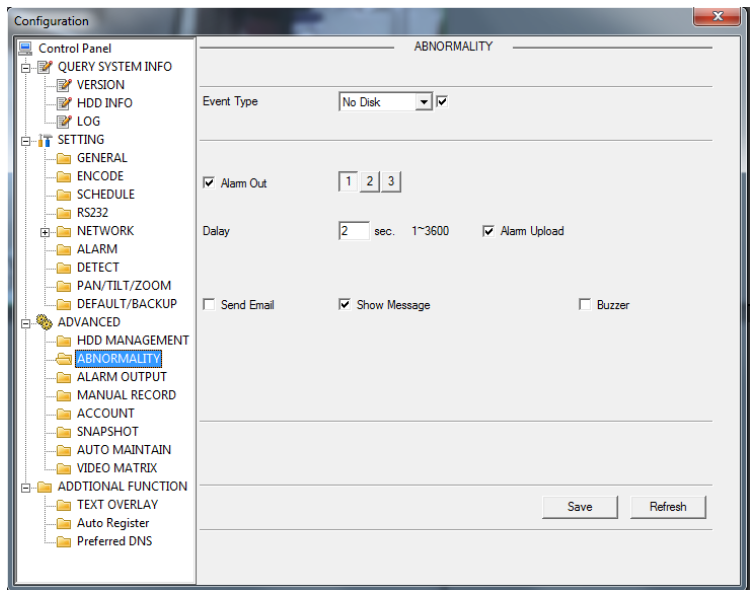 Configuration
Control Panel
QUERY SYSTEM INFO
VERSION
HDD INFO
LOG
SETTING
GENERAL
ENCODE
SCHEDULE
RS232
NETWORK
ALARM
DETECT
PAN/TILT/ZOOM
DEFAULT/BACKUP
ADVANCED
HDD MANAGEMENT
ABNORMALITY
ALARM OUTPUT
MANUAL RECORD
ACCOUNT
SNAPSHOT
AUTO MAINTAIN
VIDEO MATRIX
ADDTIONAL FUNCTION
TEXT OVERLAY
Auto Register
Preferred DNS
ABNORMALITY
Event Type No Disk
Alarm Out 1 2 3
Dalay 2 sec. 1~3600 Alarm Upload
Send Email Show Message Buzzer
Save Refresh